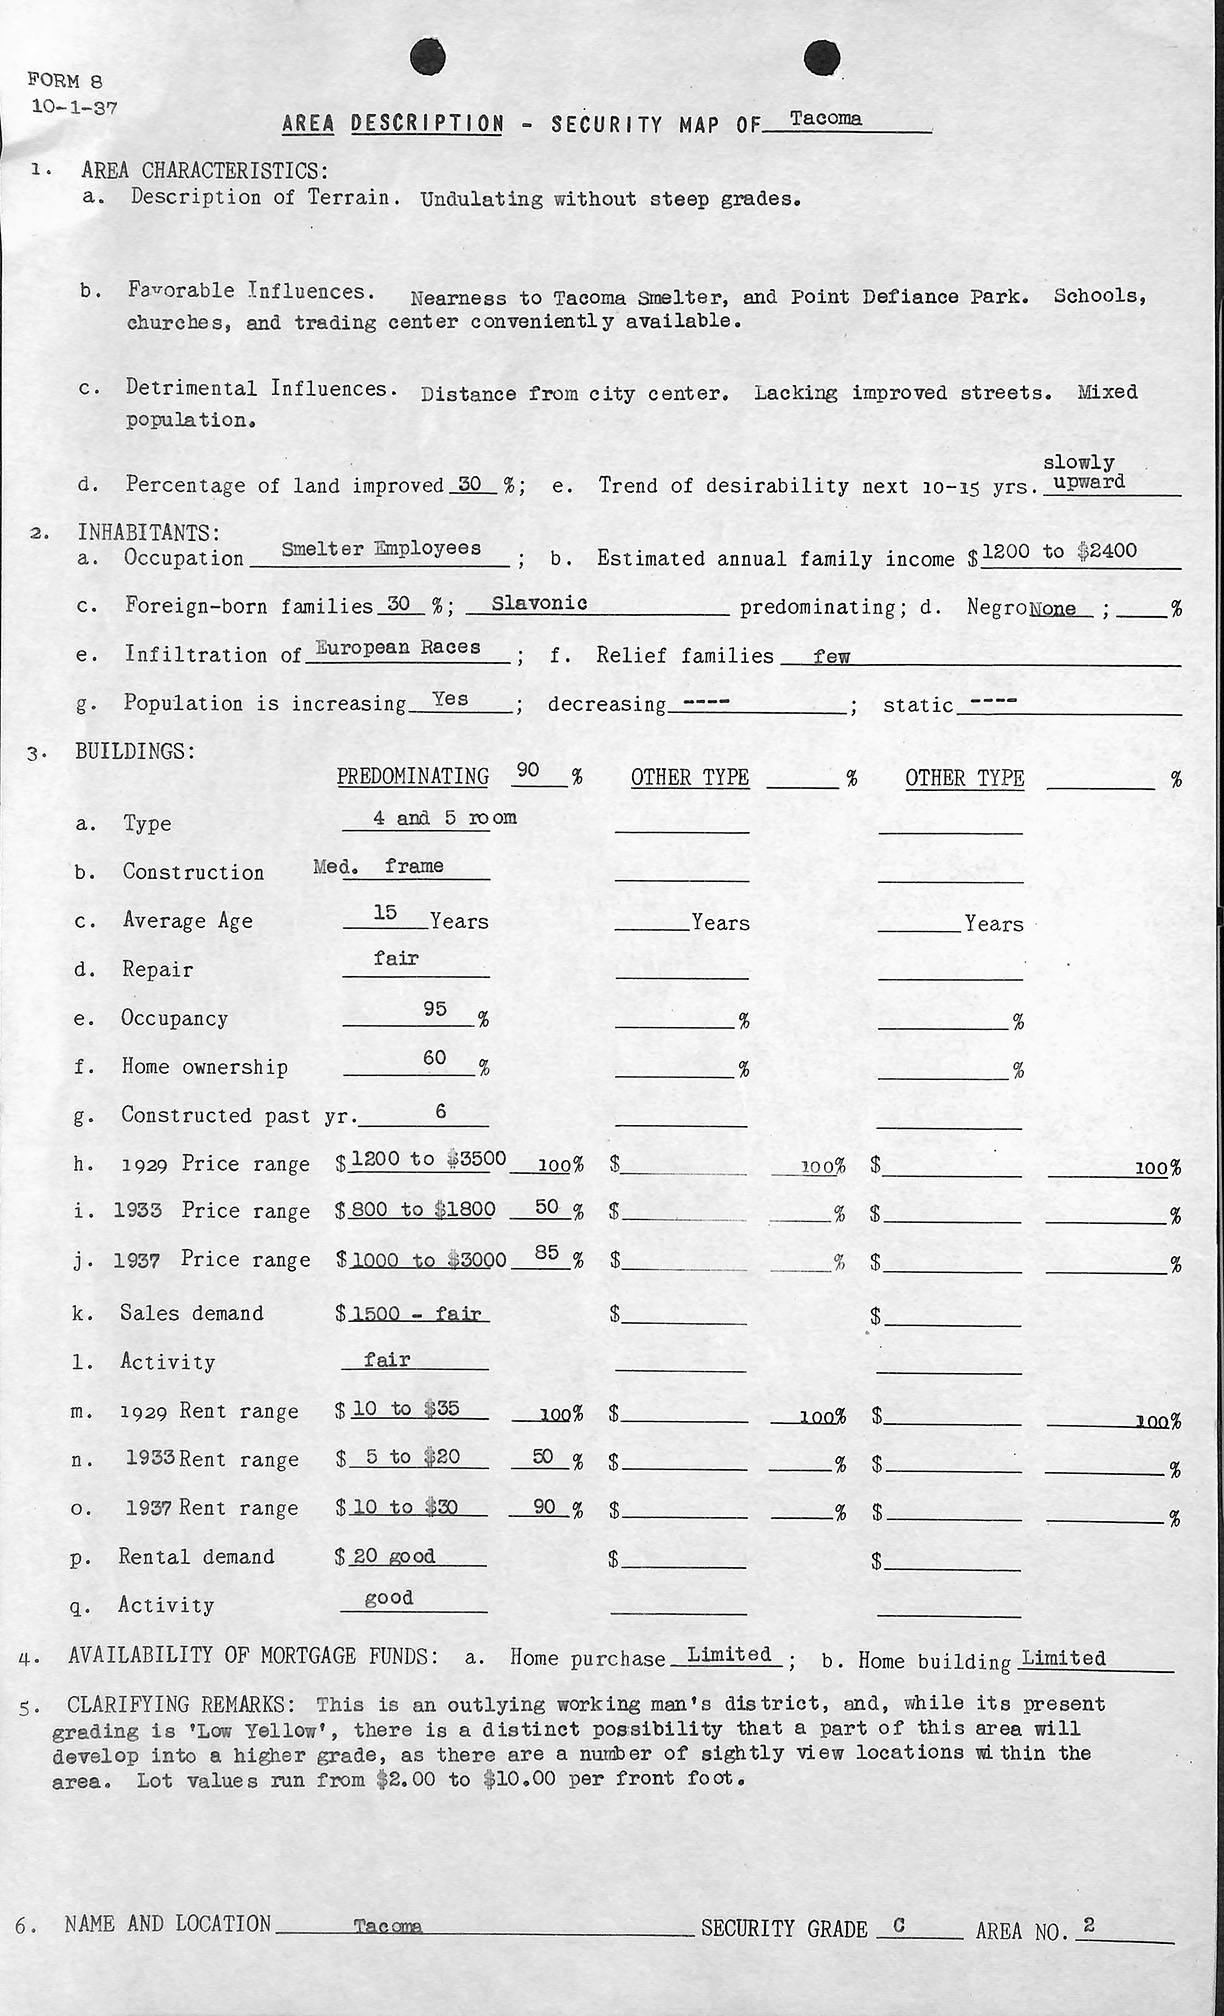 FORM 8
10-1-37
AREA DESCRIPTION - SECURITY MAP OF Tacoma
1. AREA CHARACTERISTICS:
a. Description of Terrain. Undulating without steep grades.
b. Favorable Influences. Nearness to Tacoma Smelter, and Point Defiance Park. Schools,
churches, and trading center conveniently available.
c. Detrimental Influences. Distance from city center. Lacking improved streets. Mixed
population.
slowly
d. Percentage of land improved 30 %; e. Trend of desirability next 10-15 yrs. upward
2. INHABITANTS:
a. Occupation Smelter Employees ; b. Estimated annual family income $1200 to $2400
c. Foreign-born families 30 %; Slavonic predominating; d. Negro None ; %
e. Infiltration of European Races ; f. Relief families few
g. Population is increasing Yes ; decreasing ---- ; static ----
3. BUILDINGS:
PREDOMINATING 90 % OTHER TYPE % OTHER TYPE %
a. Type 4 and 5 room
b. Construction Med. frame
c. Average Age 15 Years Years Years
d. Repair fair
e. Occupancy 95 % % %
f. Home ownership 60 % % %
g. Constructed past yr. 6
h. 1929 Price range $1200 to $3500 100% $ 100% $ 100%
i. 1933 Price range $800 to $1800 50 % $ % $ %
j. 1937 Price range $1000 to $3000 85 % $ % $ %
k. Sales demand $1500 - fair $ $
l. Activity fair
m. 1929 Rent range $10 to $35 100% $ 100% $ 100%
n. 1933 Rent range $ 5 to $20 50 % $ % $ %
o. 1937 Rent range $10 to $30 90 % $ % $ %
p. Rental demand $20 good $ $
q. Activity good
4. AVAILABILITY OF MORTGAGE FUNDS: a. Home purchase Limited ; b. Home building Limited
5. CLARIFYING REMARKS: This is an outlying working man's district, and, while its present
grading is 'Low Yellow', there is a distinct possibility that a part of this area will
develop into a higher grade, as there are a number of sightly view locations within the
area. Lot values run from $2.00 to $10.00 per front foot.
6. NAME AND LOCATION Tacoma SECURITY GRADE C AREA NO. 2